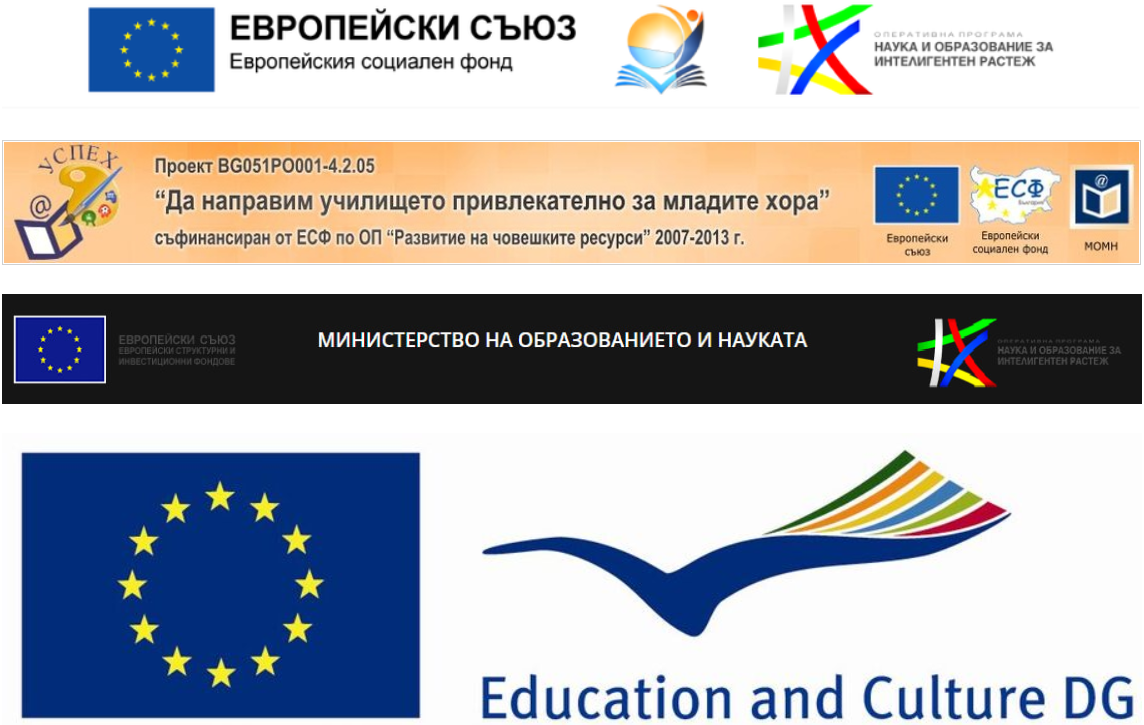 ЕВРОПЕЙСКИ СЪЮЗ
Европейския социален фонд
ОПЕРАТИВНА ПРОГРАМА
НАУКА И ОБРАЗОВАНИЕ ЗА
ИНТЕЛИГЕНТЕН РАСТЕЖ
УСПЕХ
@
Проект BG051PO001-4.2.05
“Да направим училището привлекателно за младите хора”
съфинансиран от ЕСФ по ОП “Развитие на човешките ресурси” 2007-2013 г.
Европейски
съюз
ЕСФ
България
Европейски
социален фонд
@
МОМН
ЕВРОПЕЙСКИ СЪЮЗ
ЕВРОПЕЙСКИ СТРУКТУРНИ И
ИНВЕСТИЦИОННИ ФОНДОВЕ
МИНИСТЕРСТВО НА ОБРАЗОВАНИЕТО И НАУКАТА
ОПЕРАТИВНА ПРОГРАМА
НАУКА И ОБРАЗОВАНИЕ ЗА
ИНТЕЛИГЕНТЕН РАСТЕЖ
Education and Culture DG